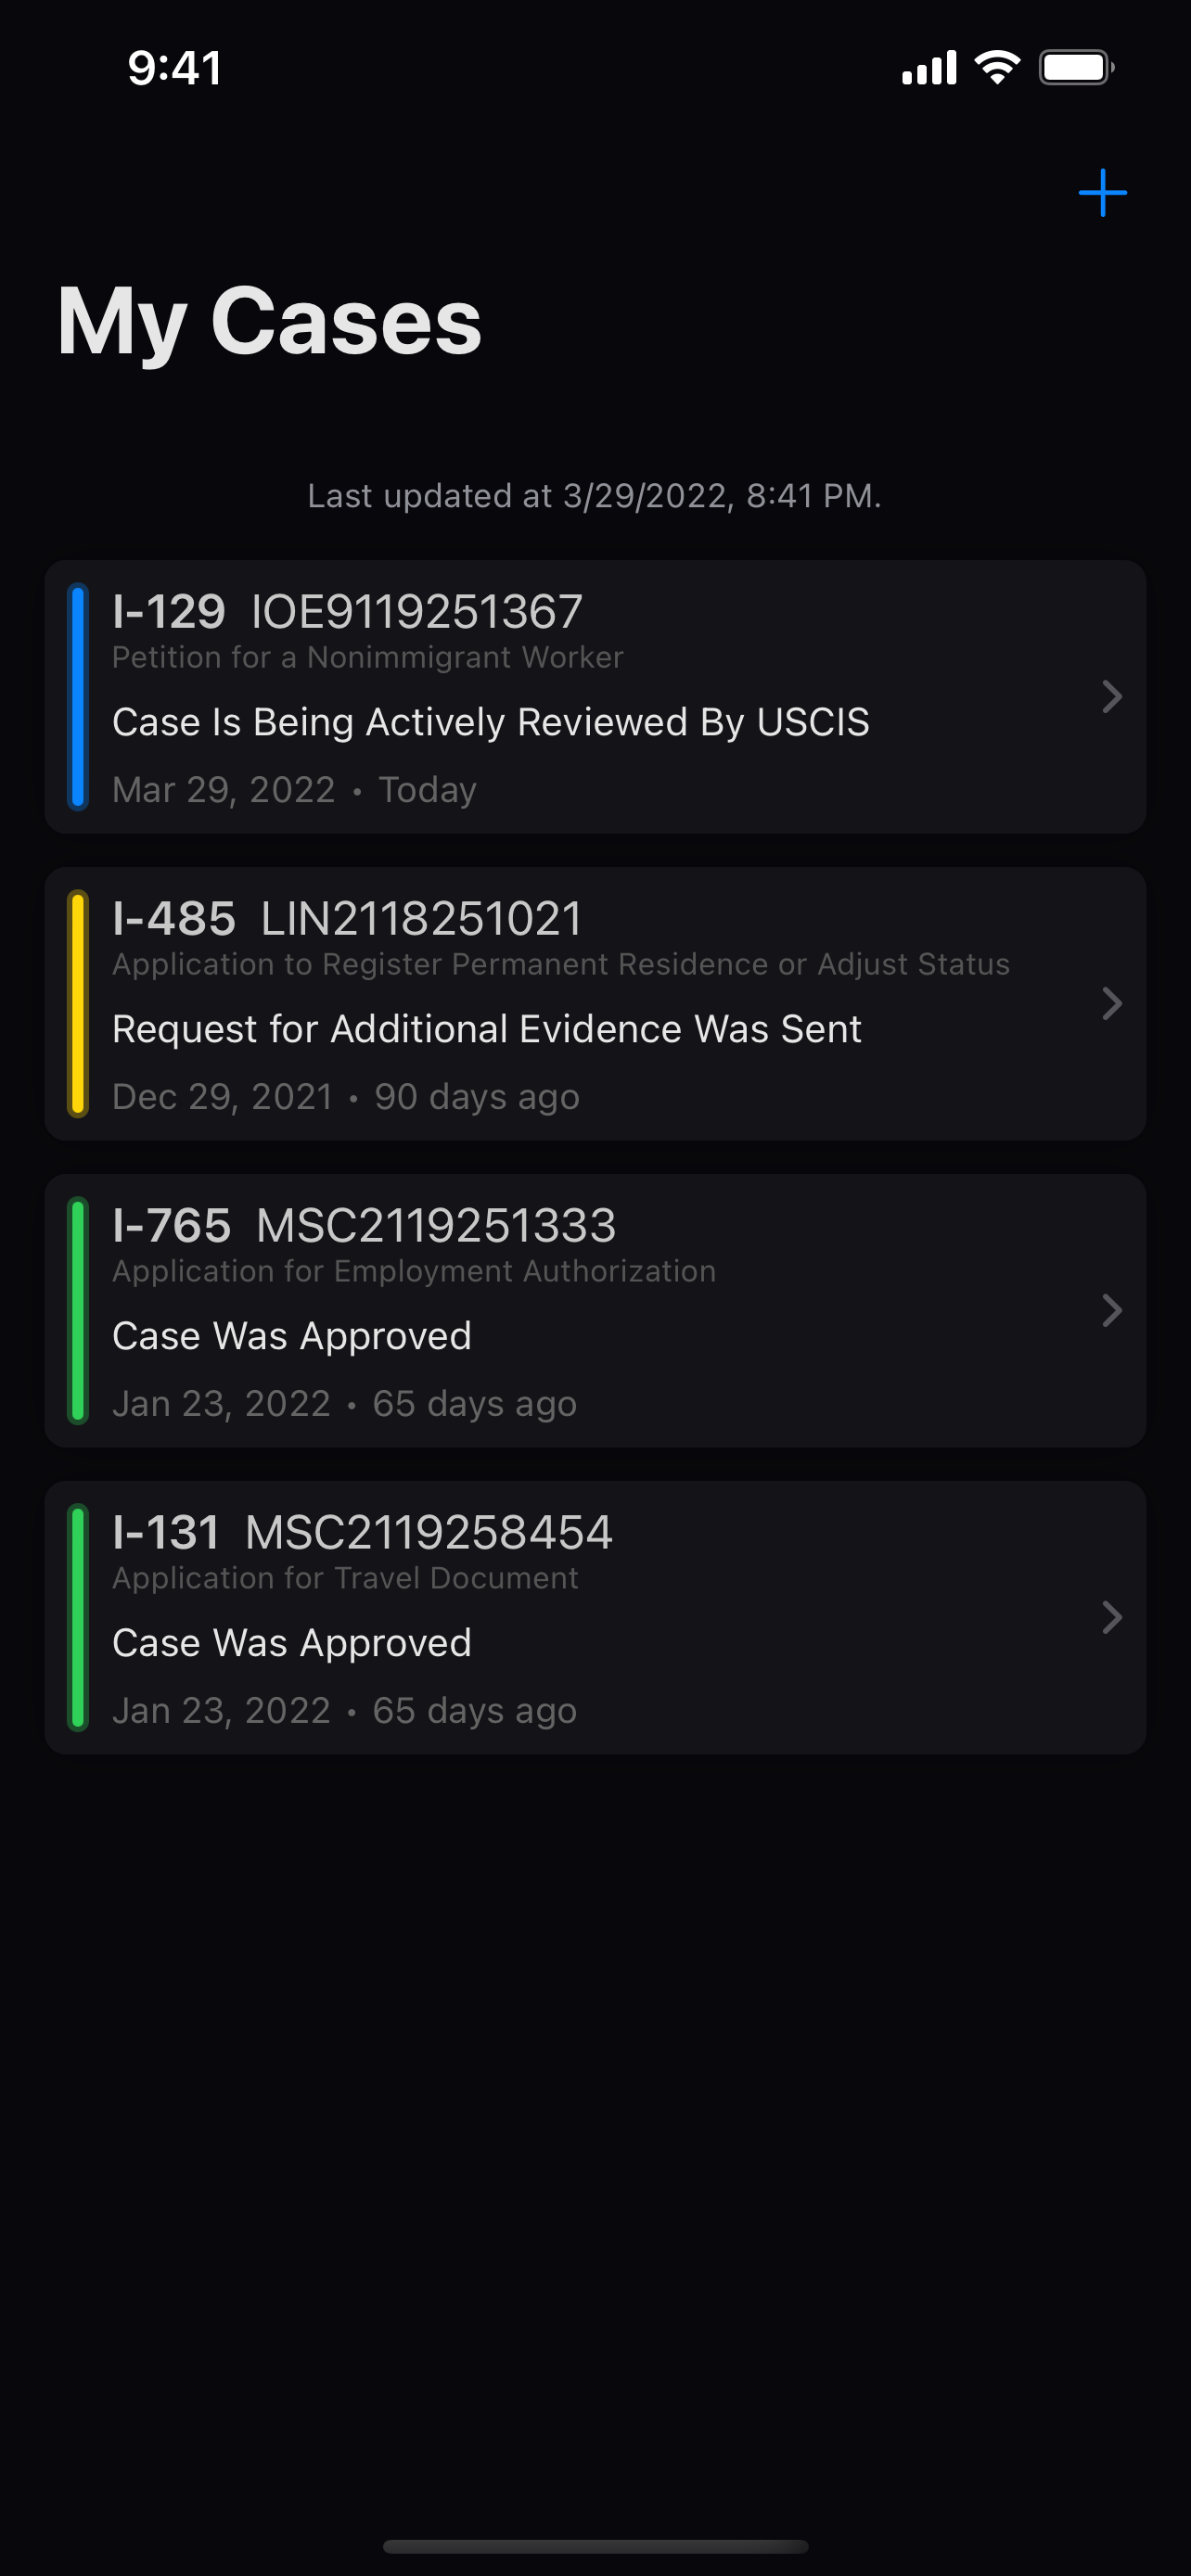 9:41
My Cases
Last updated at 3/29/2022, 8:41 PM.
I-129 IOE9119251367
Petition for a Nonimmigrant Worker
Case Is Being Actively Reviewed By USCIS
Mar 29, 2022 • Today
I-485 LIN2118251021
Application to Register Permanent Residence or Adjust Status
Request for Additional Evidence Was Sent
Dec 29, 2021 • 90 days ago
I-765 MSC2119251333
Application for Employment Authorization
Case Was Approved
Jan 23, 2022 • 65 days ago
I-131 MSC2119258454
Application for Travel Document
Case Was Approved
Jan 23, 2022 • 65 days ago